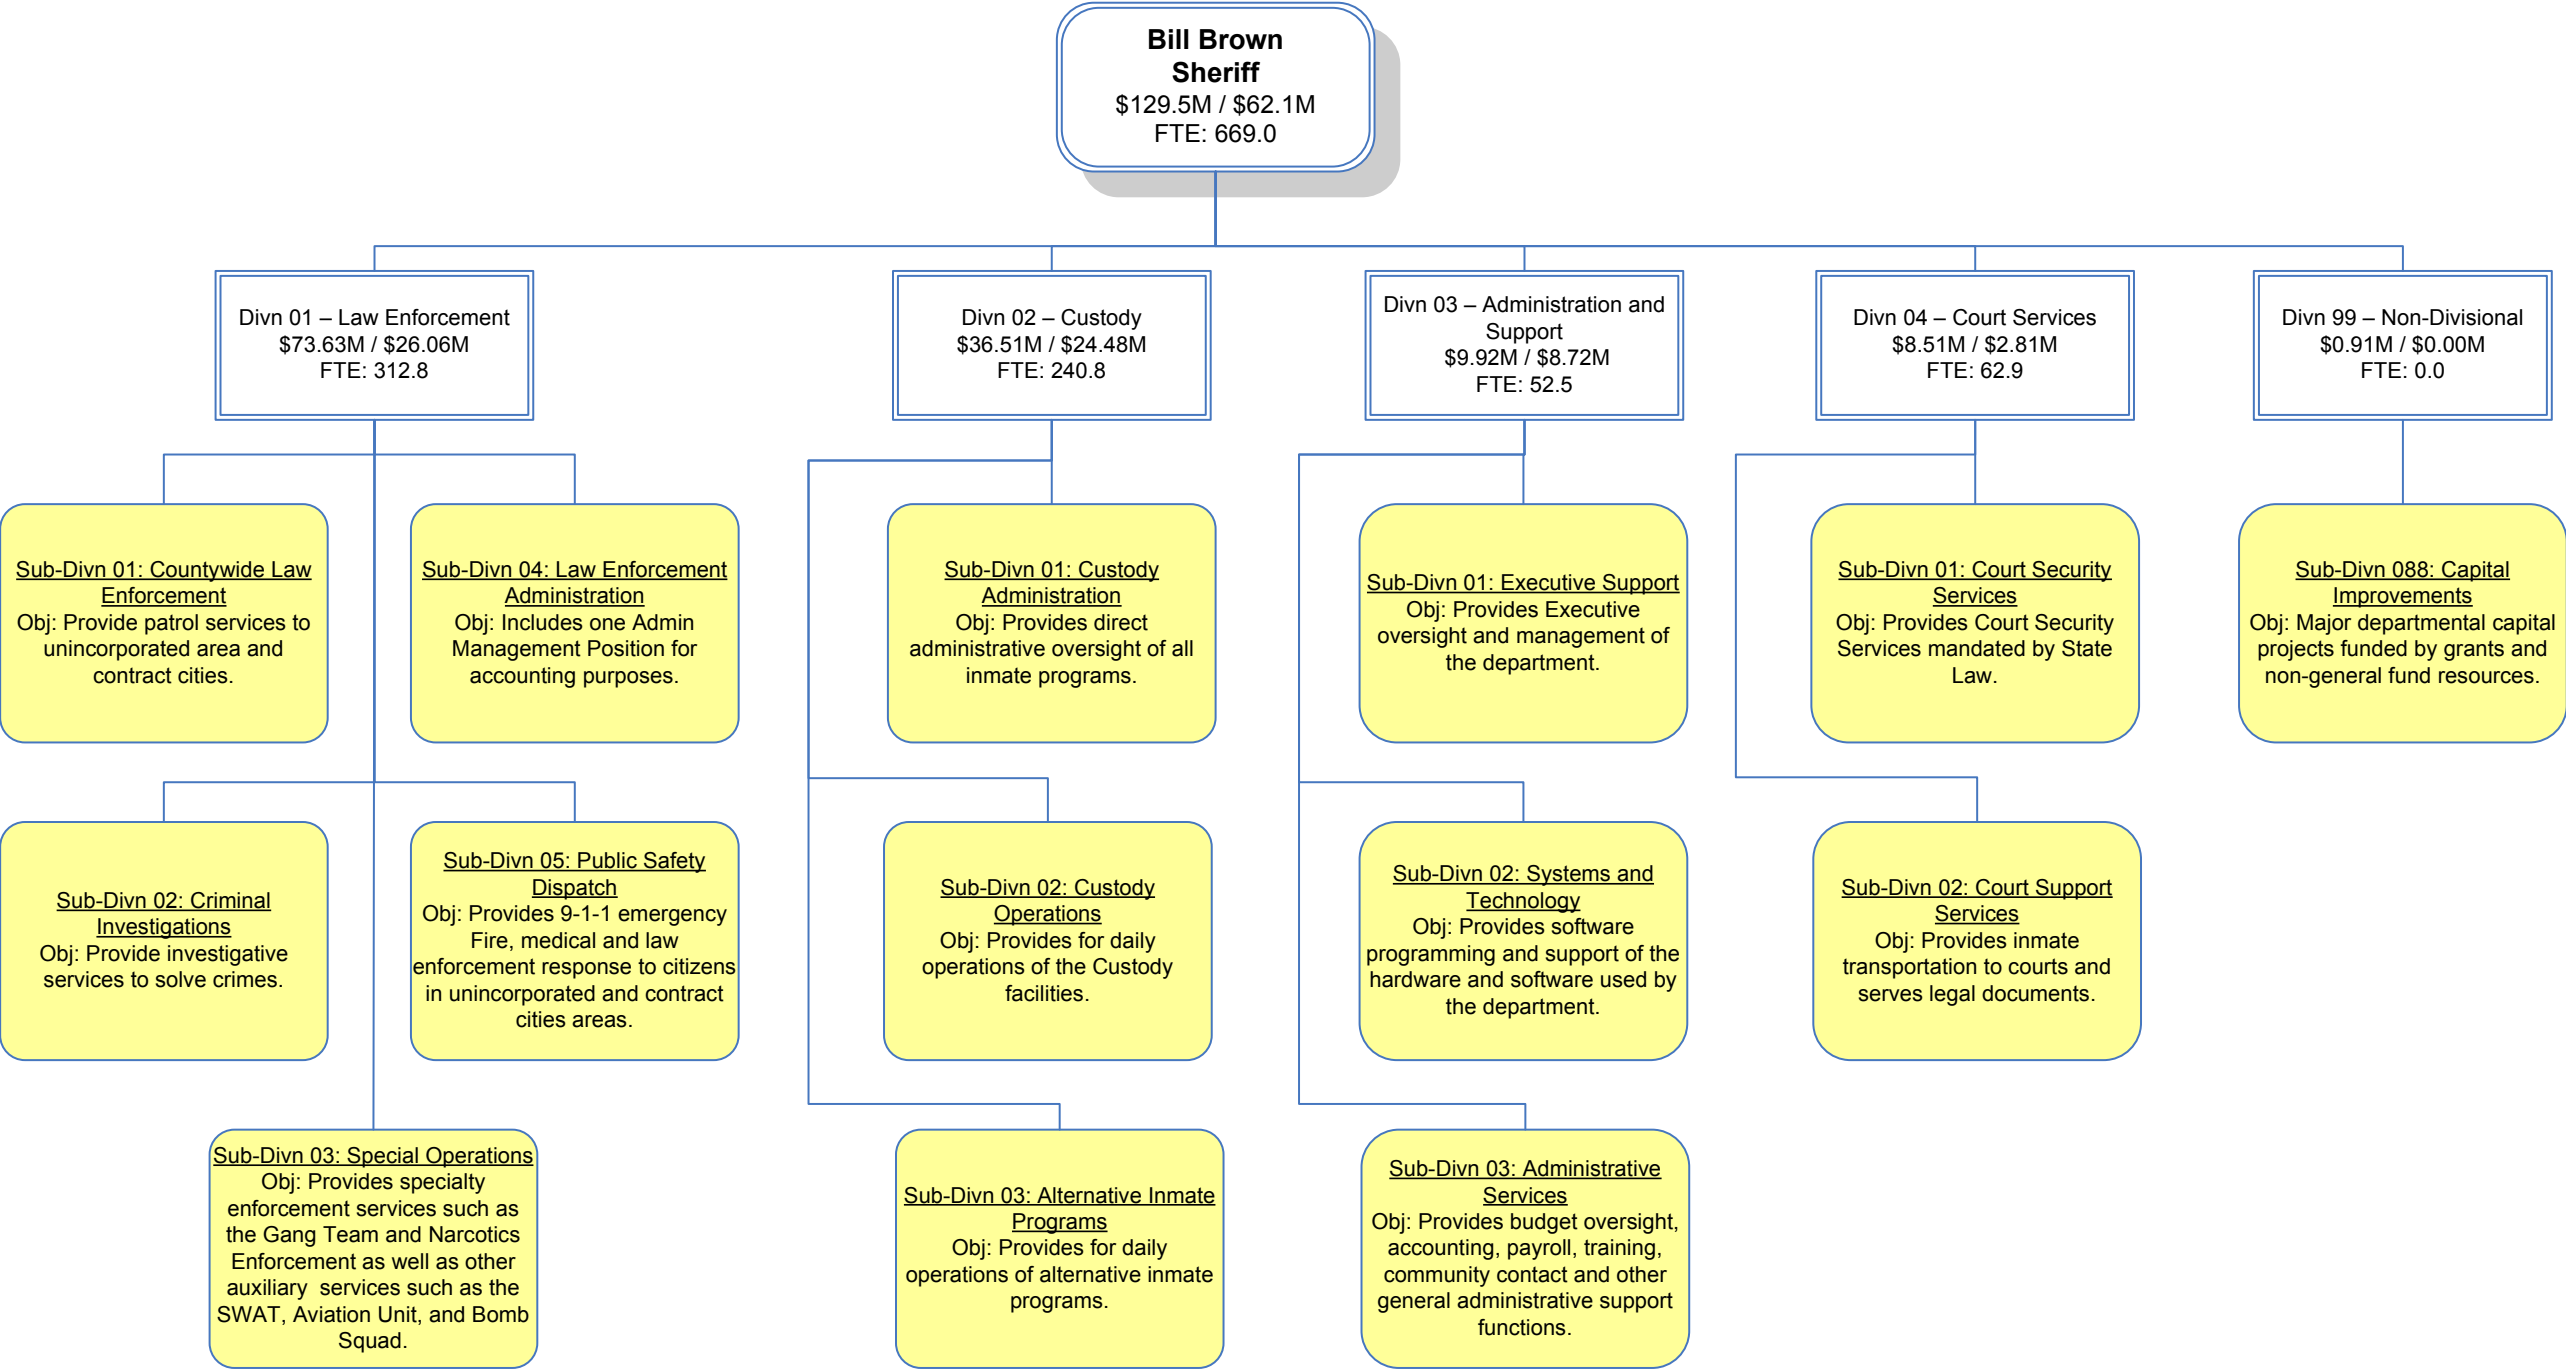 Bill Brown
Sheriff
$129.5M / $62.1M
FTE: 669.0
Divn 01 – Law Enforcement
$73.63M / $26.06M
FTE: 312.8
Divn 02 – Custody
$36.51M / $24.48M
FTE: 240.8
Divn 03 – Administration and
Support
$9.92M / $8.72M
FTE: 52.5
Divn 04 – Court Services
$8.51M / $2.81M
FTE: 62.9
Divn 99 – Non-Divisional
$0.91M / $0.00M
FTE: 0.0
Sub-Divn 01: Countywide Law
Enforcement
Obj: Provide patrol services to
unincorporated area and
contract cities.
Sub-Divn 04: Law Enforcement
Administration
Obj: Includes one Admin
Management Position for
accounting purposes.
Sub-Divn 01: Custody
Administration
Obj: Provides direct
administrative oversight of all
inmate programs.
Sub-Divn 01: Executive Support
Obj: Provides Executive
oversight and management of
the department.
Sub-Divn 01: Court Security
Services
Obj: Provides Court Security
Services mandated by State
Law.
Sub-Divn 088: Capital
Improvements
Obj: Major departmental capital
projects funded by grants and
non-general fund resources.
Sub-Divn 02: Criminal
Investigations
Obj: Provide investigative
services to solve crimes.
Sub-Divn 05: Public Safety
Dispatch
Obj: Provides 9-1-1 emergency
Fire, medical and law
enforcement response to citizens
in unincorporated and contract
cities areas.
Sub-Divn 02: Custody
Operations
Obj: Provides for daily
operations of the Custody
facilities.
Sub-Divn 02: Systems and
Technology
Obj: Provides software
programming and support of the
hardware and software used by
the department.
Sub-Divn 02: Court Support
Services
Obj: Provides inmate
transportation to courts and
serves legal documents.
Sub-Divn 03: Special Operations
Obj: Provides specialty
enforcement services such as
the Gang Team and Narcotics
Enforcement as well as other
auxiliary  services such as the
SWAT, Aviation Unit, and Bomb
Squad.
Sub-Divn 03: Alternative Inmate
Programs
Obj: Provides for daily
operations of alternative inmate
programs.
Sub-Divn 03: Administrative
Services
Obj: Provides budget oversight,
accounting, payroll, training,
community contact and other
general administrative support
functions.